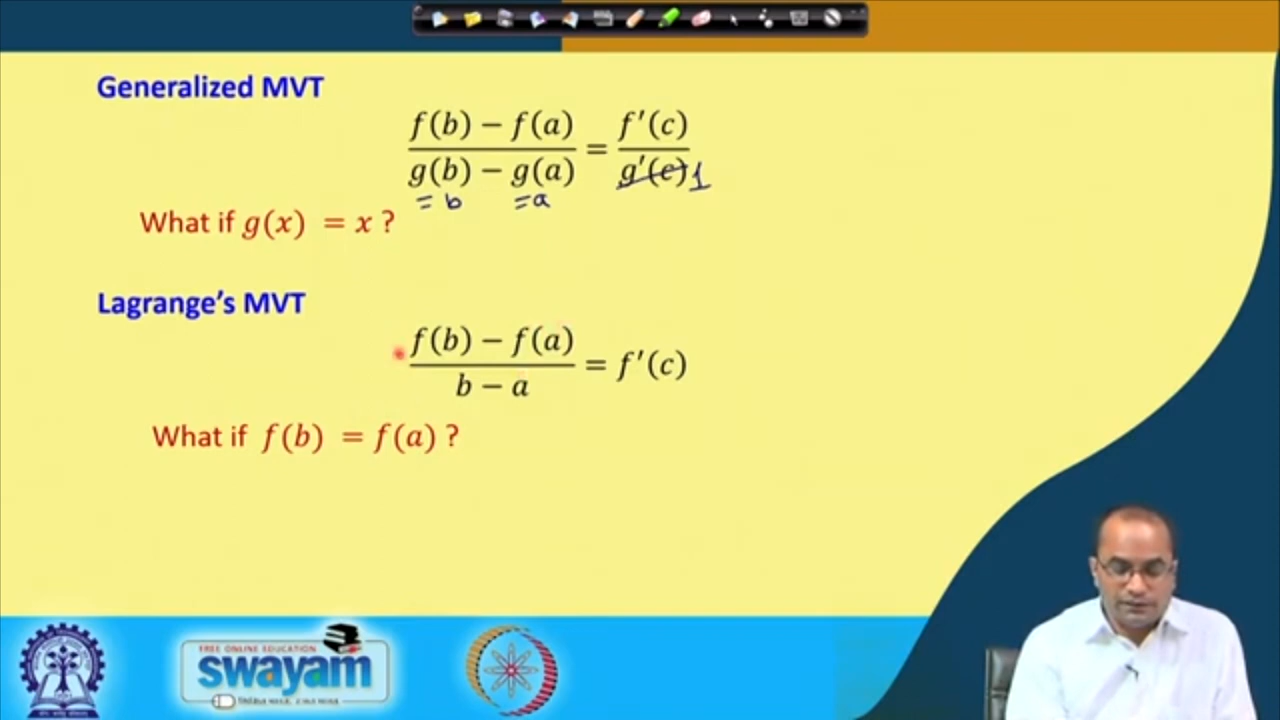 Generalized MVT
f(b) − f(a) / g(b) − g(a) = f′(c) / g′(c) 1
= b = a
What if g(x) = x ?
Lagrange's MVT
f(b) − f(a) / b − a = f′(c)
What if f(b) = f(a) ?
FREE ONLINE EDUCATION
swayam